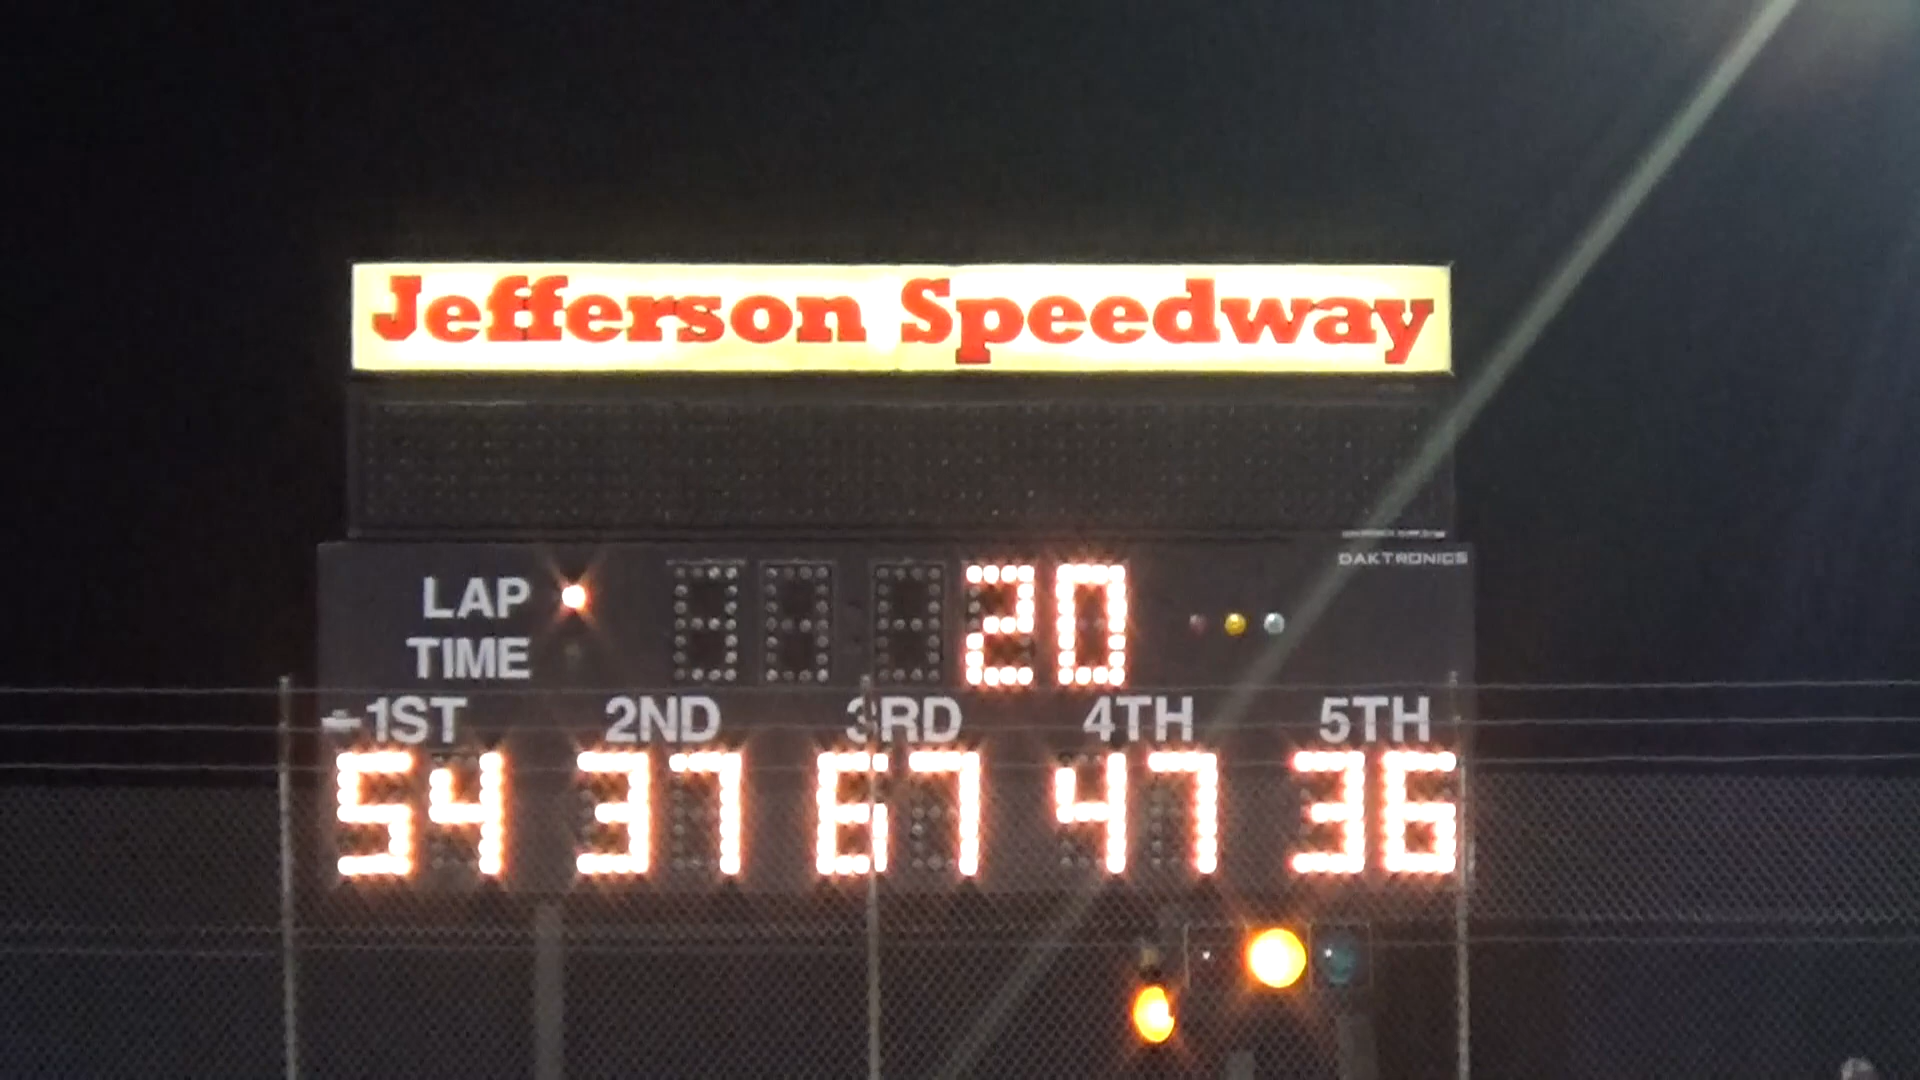 Jefferson Speedway
DAKTRONICS
LAP 20
TIME
1ST 2ND 3RD 4TH 5TH
54 37 67 47 36